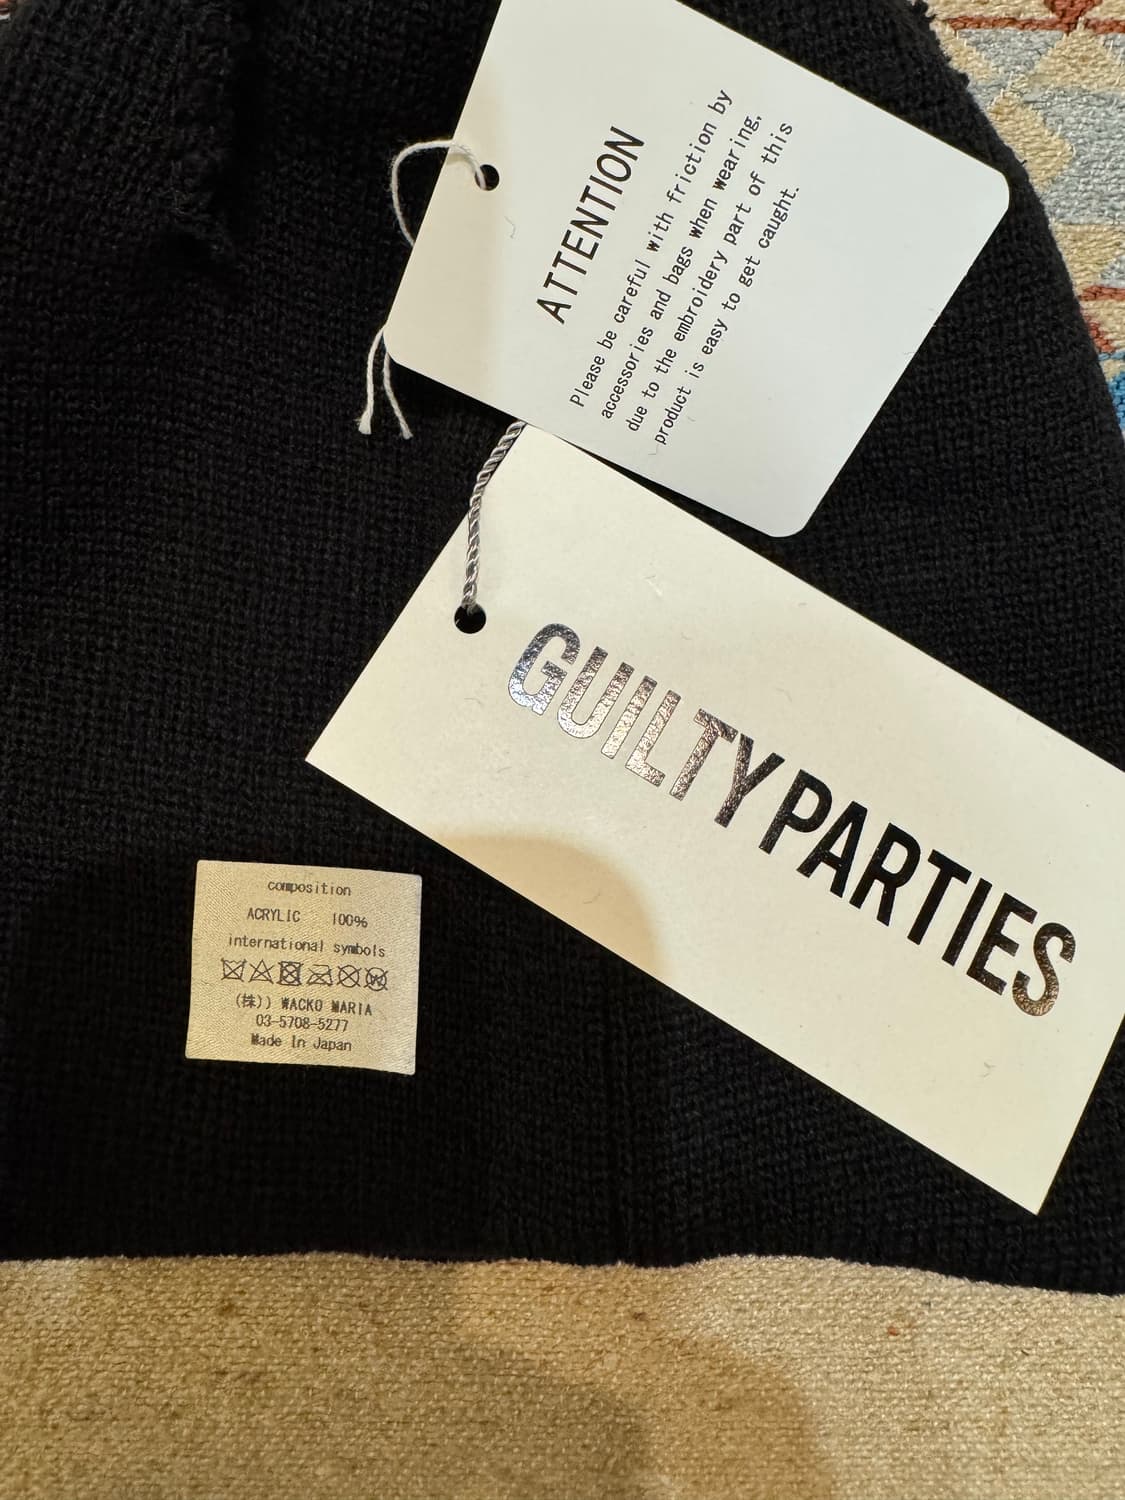 ATTENTION
Please be careful with friction by
accessories and bags when wearing,
due to the embroidery part of this
product is easy to get caught.
GUILTY PARTIES
composition
ACRYLIC 100%
international symbols
(株)) WACKO MARIA
03-5708-5277
Made In Japan